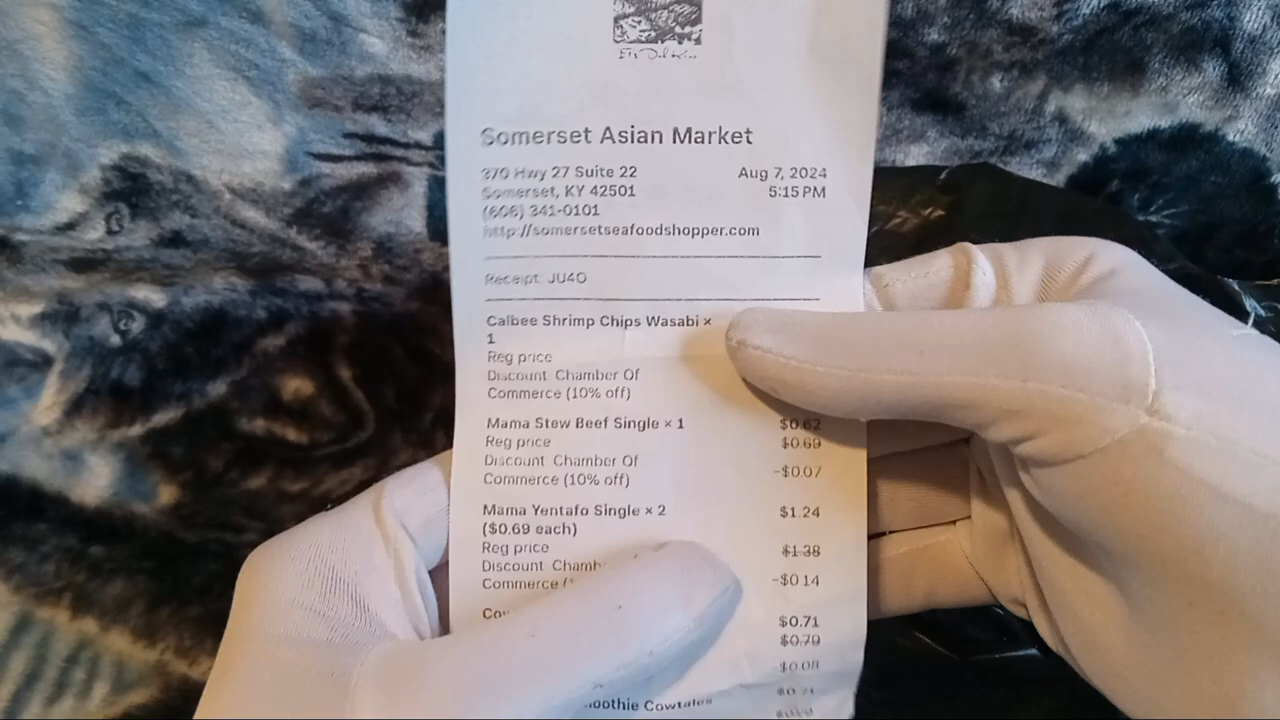 Somerset Asian Market
370 Hwy 27 Suite 22 Aug 7, 2024
Somerset, KY 42501 5:15 PM
(606) 341-0101
http://somersetseafoodshopper.com
Receipt: JU4O
Calbee Shrimp Chips Wasabi ×
1
Reg price
Discount Chamber Of
Commerce (10% off)
Mama Stew Beef Single × 1 $0.62
Reg price $0.69
Discount Chamber Of
Commerce (10% off) -$0.07
Mama Yentafo Single × 2 $1.24
($0.69 each)
Reg price $1.38
Discount Chamb
Commerce ( -$0.14
$0.71
$0.79
-$0.08
oothie Cowtales